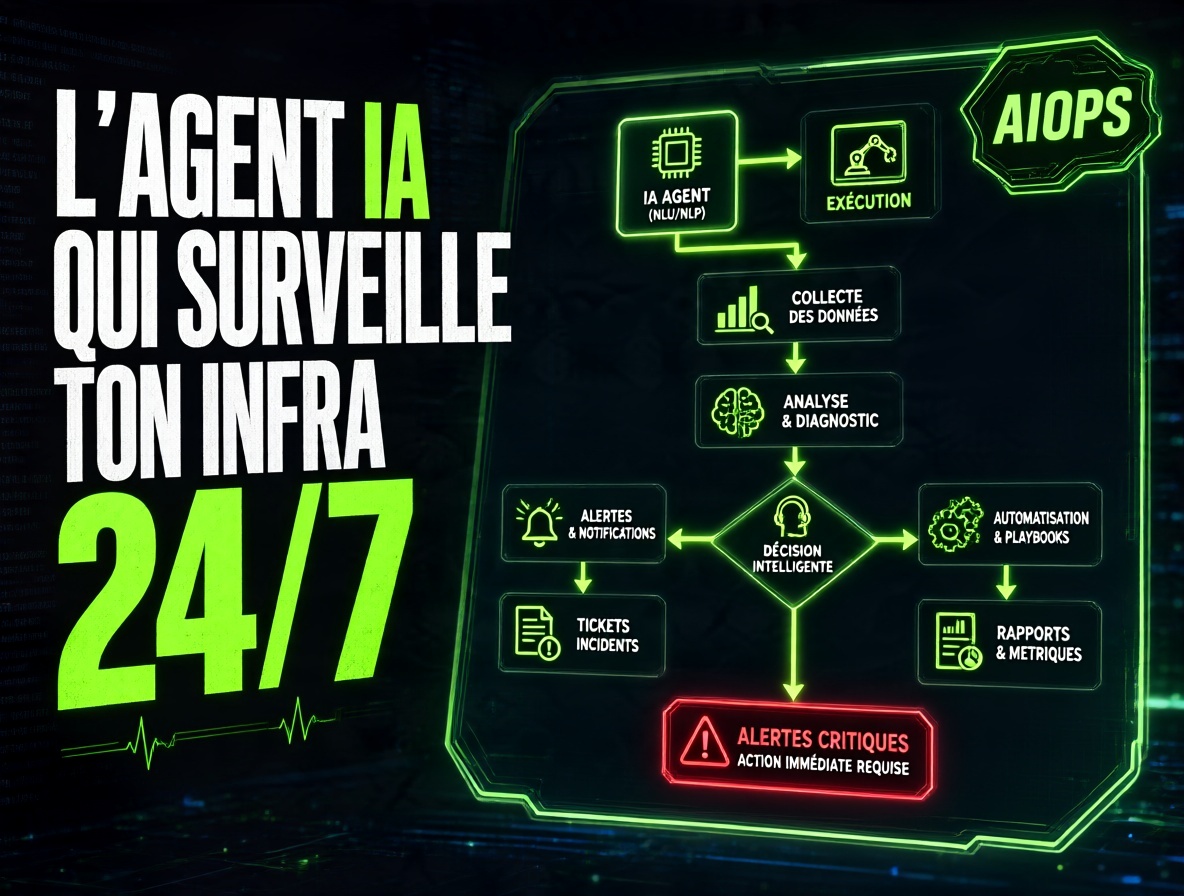 L'AGENT IA
QUI SURVEILLE
TON INFRA
24/7
AIOPS
IA AGENT
(NLU/NLP)
EXÉCUTION
COLLECTE
DES DONNÉES
ANALYSE
& DIAGNOSTIC
ALERTES
& NOTIFICATIONS
DÉCISION
INTELLIGENTE
AUTOMATISATION
& PLAYBOOKS
TICKETS
INCIDENTS
RAPPORTS
& METRIQUES
ALERTES CRITIQUES
ACTION IMMÉDIATE REQUISE